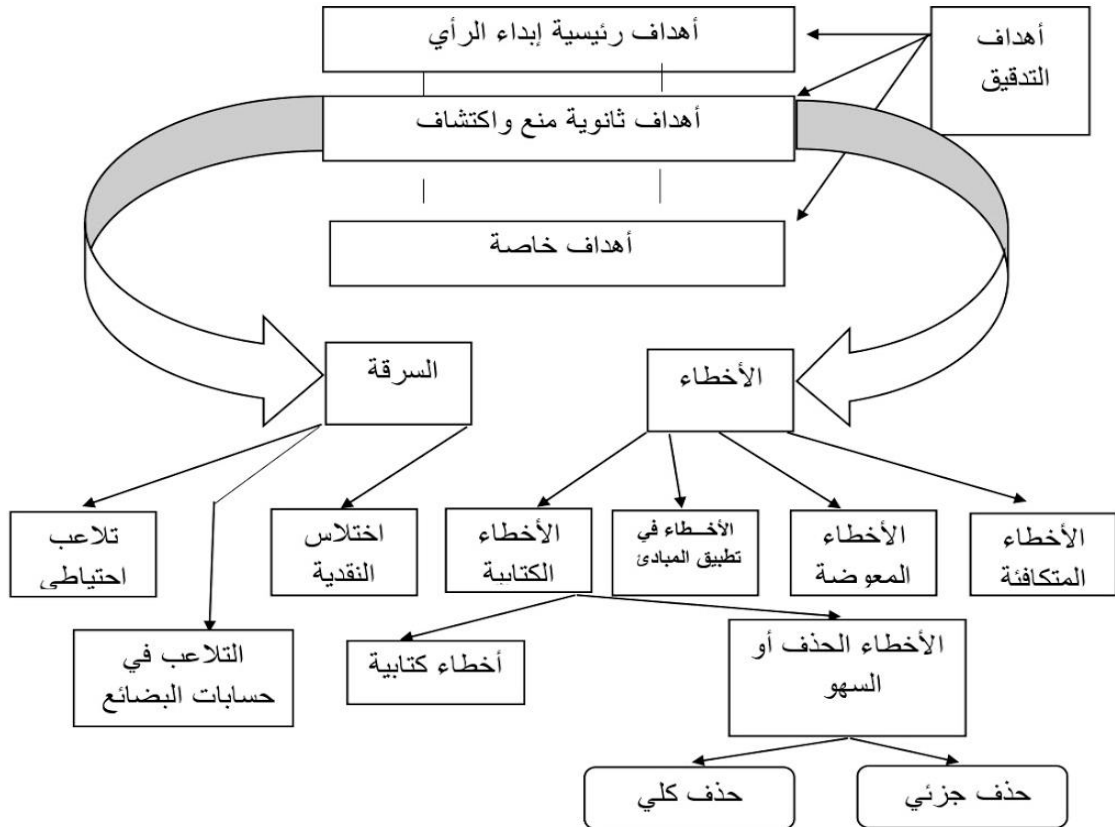 أهداف رئيسية إبداء الرأي
أهداف
التدقيق
أهداف ثانوية منع واكتشاف
أهداف خاصة
الأخطاء
السرقة
الأخطاء
المتكافئة
الأخطاء
المعوضة
الأخطاء في
تطبيق المبادئ
الأخطاء
الكتابية
اختلاس
النقدية
تلاعب
احتياطي
الأخطاء الحذف أو
السهو
أخطاء كتابية
التلاعب في
حسابات البضائع
حذف جزئي
حذف كلي